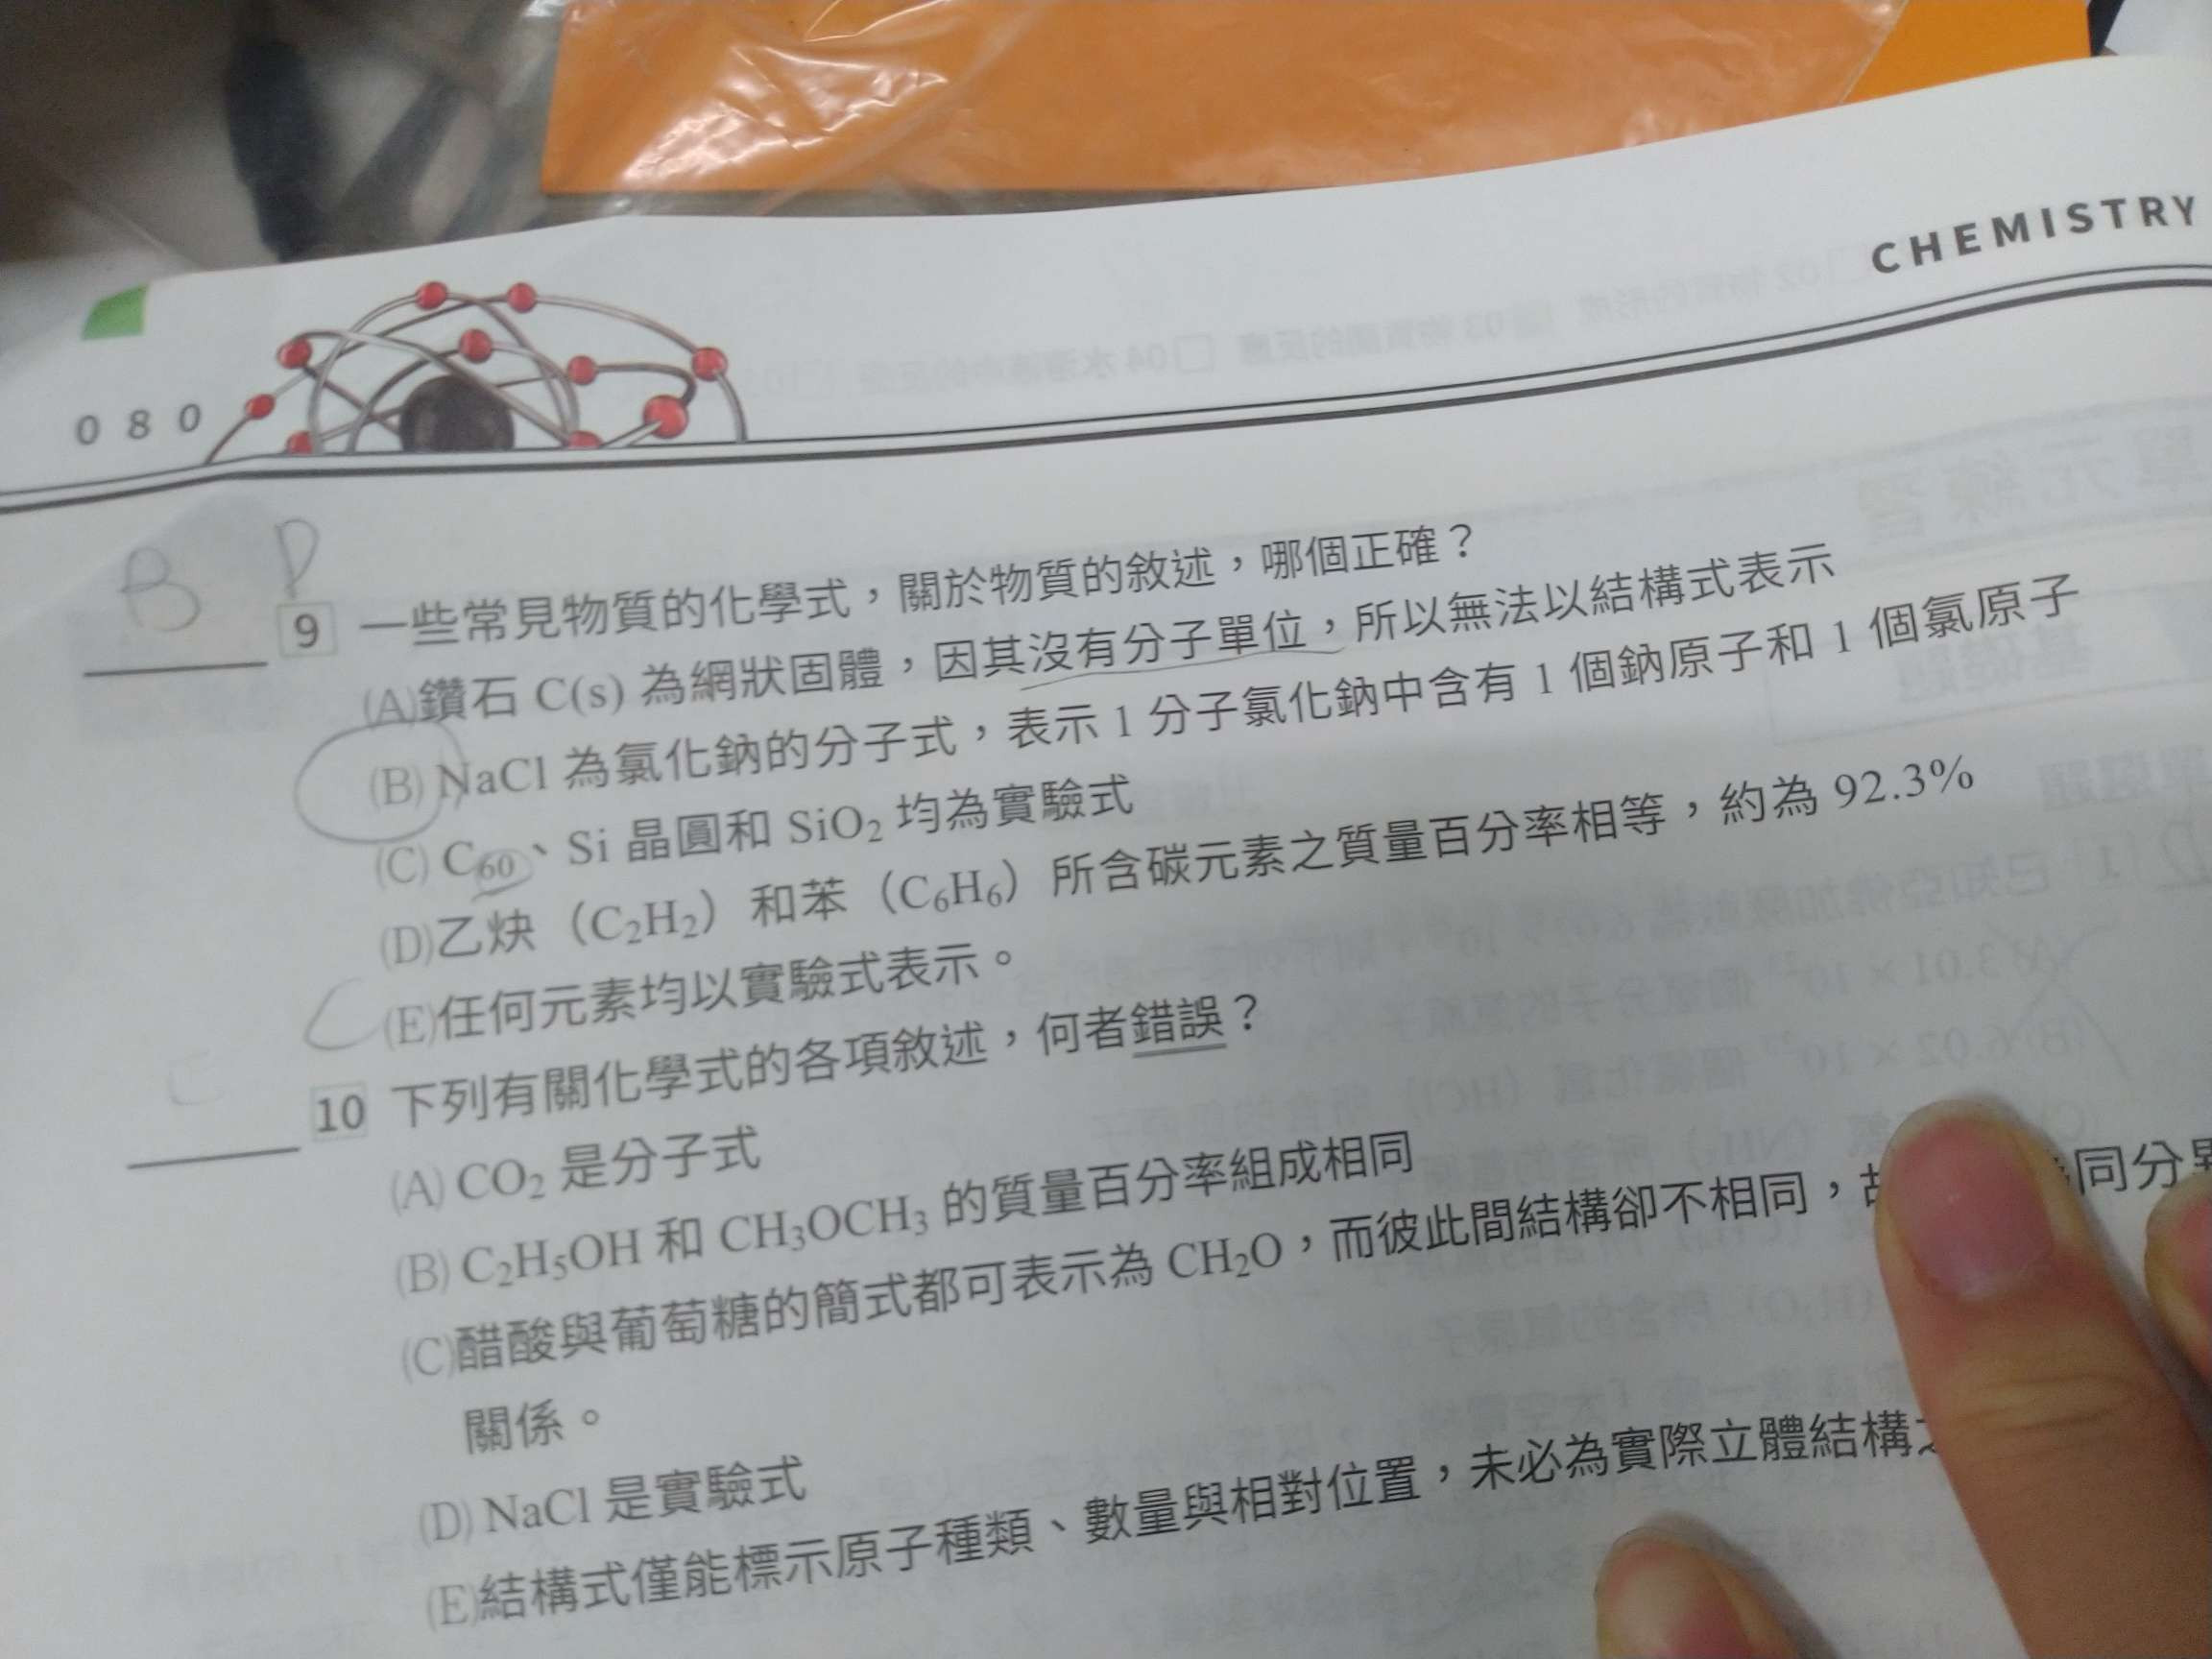 CHEMISTRY
080
B D
9 一些常見物質的化學式，關於物質的敘述，哪個正確？
(A)鑽石 C(s) 為網狀固體，因其沒有分子單位，所以無法以結構式表示
(B) NaCl 為氯化鈉的分子式，表示 1 分子氯化鈉中含有 1 個鈉原子和 1 個氯原子
(C) C₆₀、Si 晶圓和 SiO₂ 均為實驗式
(D)乙炔（C₂H₂）和苯（C₆H₆）所含碳元素之質量百分率相等，約為 92.3%
(E)任何元素均以實驗式表示。
10 下列有關化學式的各項敘述，何者錯誤？
(A) CO₂ 是分子式
(B) C₂H₅OH 和 CH₃OCH₃ 的質量百分率組成相同
(C)醋酸與葡萄糖的簡式都可表示為 CH₂O，而彼此間結構卻不相同，同分
關係。
(D) NaCl 是實驗式
(E)結構式僅能標示原子種類、數量與相對位置，未必為實際立體結構